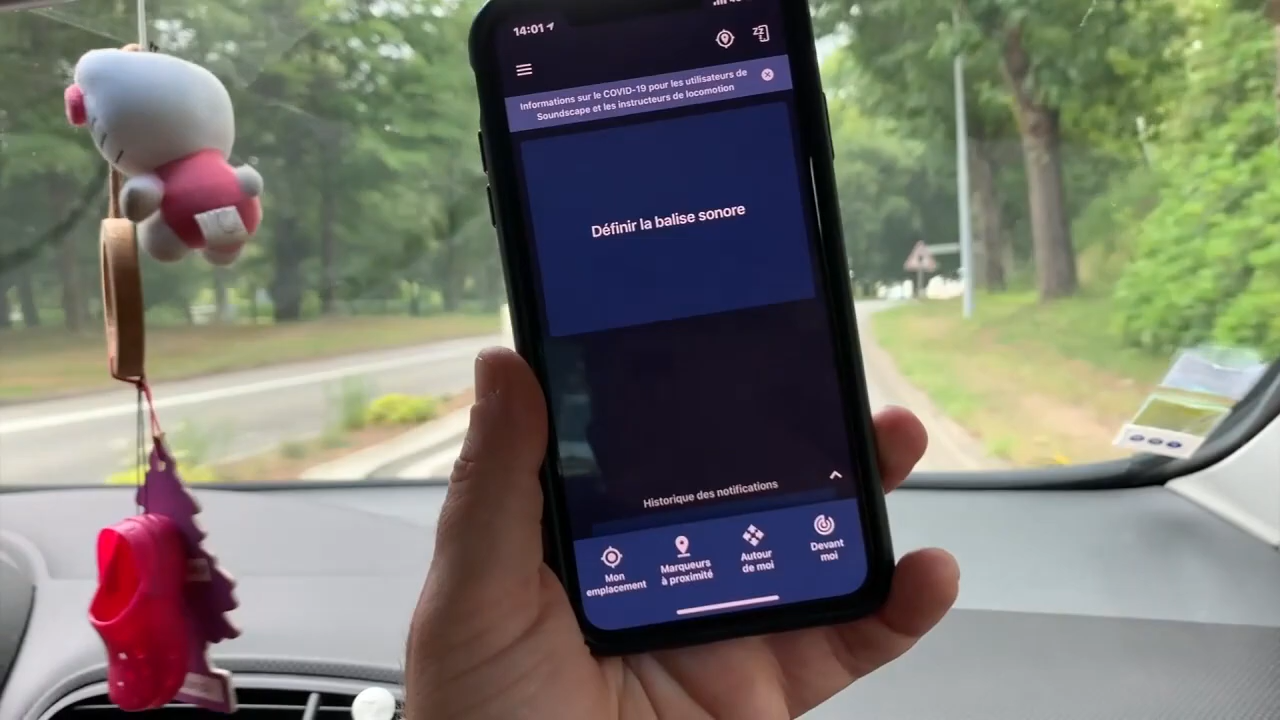 14:01
Informations sur le COVID-19 pour les utilisateurs de
Soundscape et les instructeurs de locomotion
Définir la balise sonore
Historique des notifications
Mon
emplacement
Marqueurs
à proximité
Autour
de moi
Devant
moi